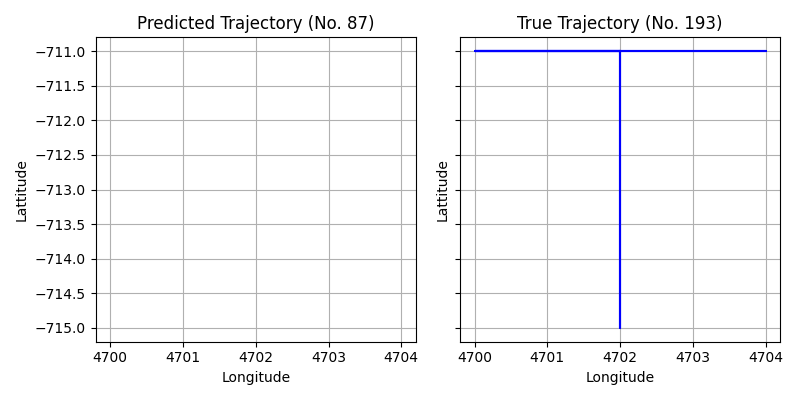 Predicted Trajectory (No. 87)
True Trajectory (No. 193)
−711.0
−711.5
−712.0
−712.5
−713.0
−713.5
−714.0
−714.5
−715.0
Lattitude
Lattitude
4700 4701 4702 4703 4704
4700 4701 4702 4703 4704
Longitude
Longitude